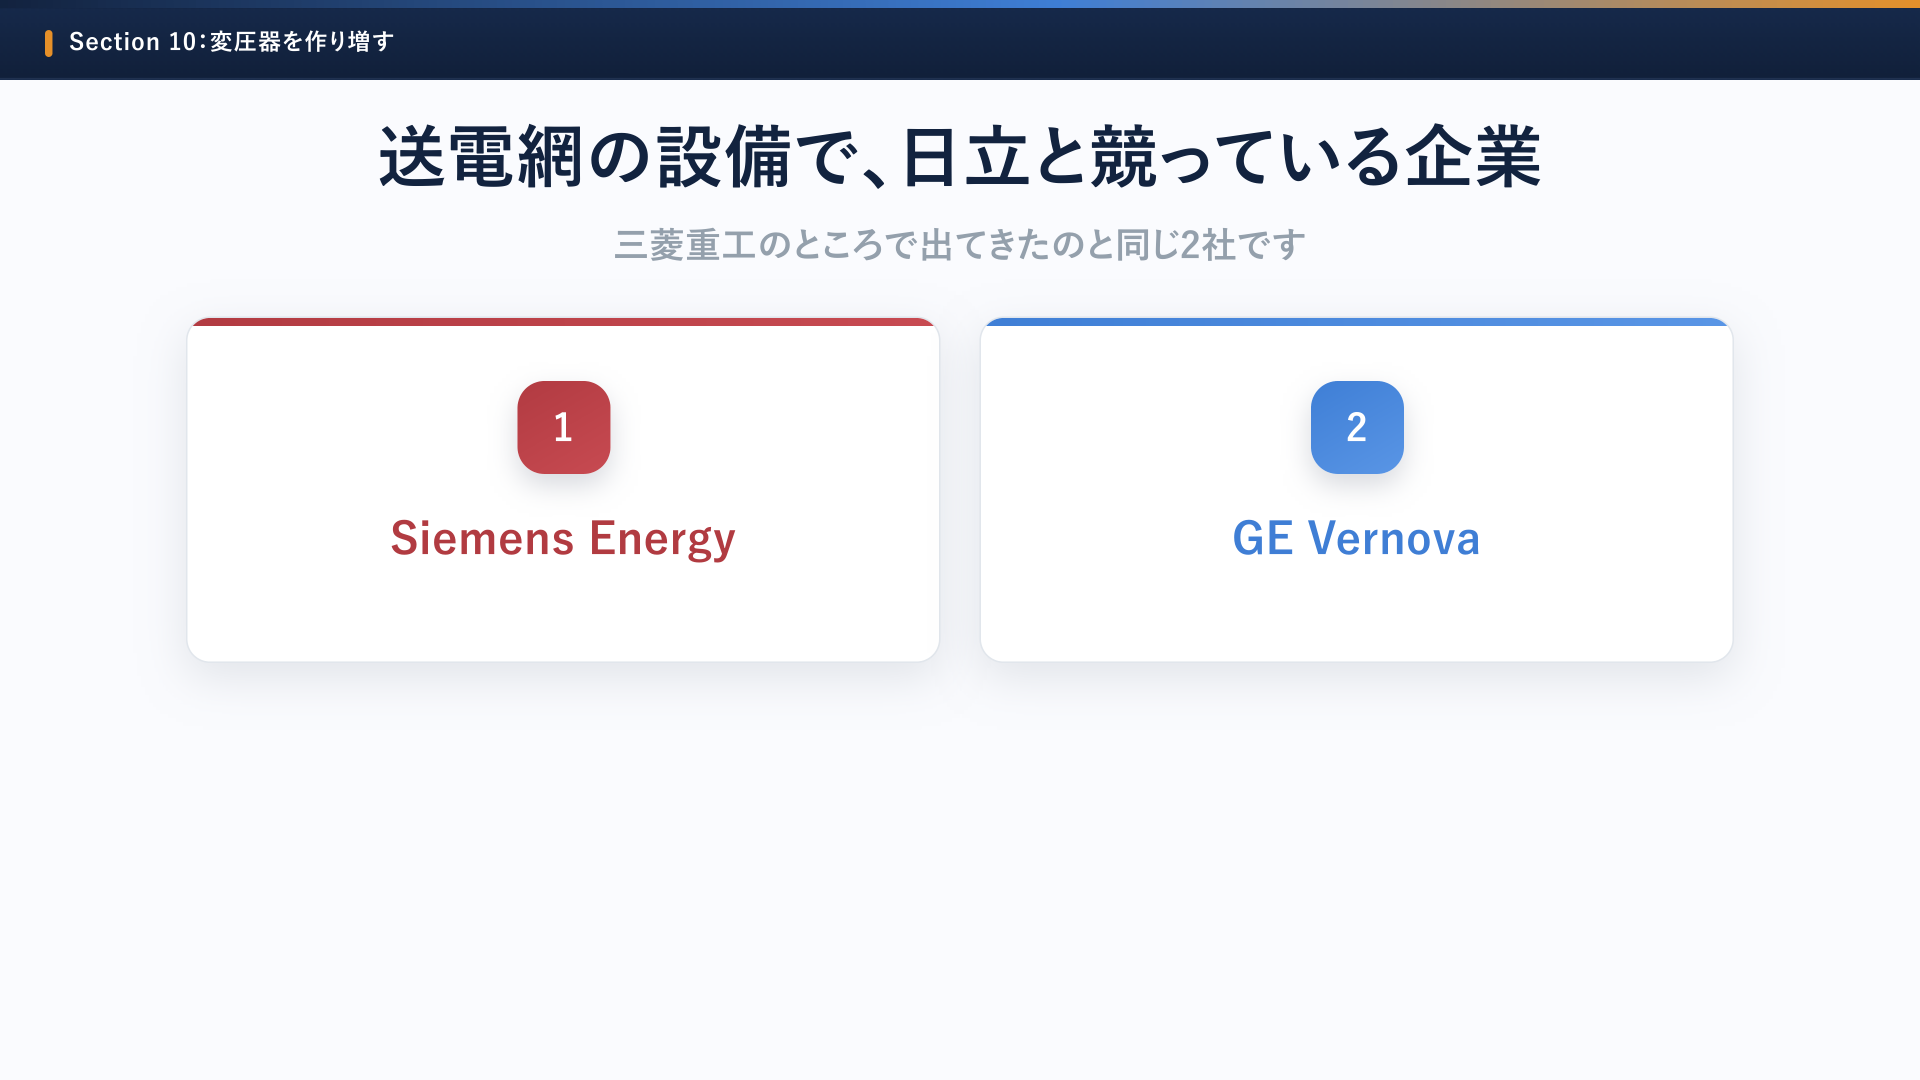 Section 10：変圧器を作り増す
送電網の設備で、日立と競っている企業
三菱重工のところで出てきたのと同じ2社です
1
Siemens Energy
2
GE Vernova